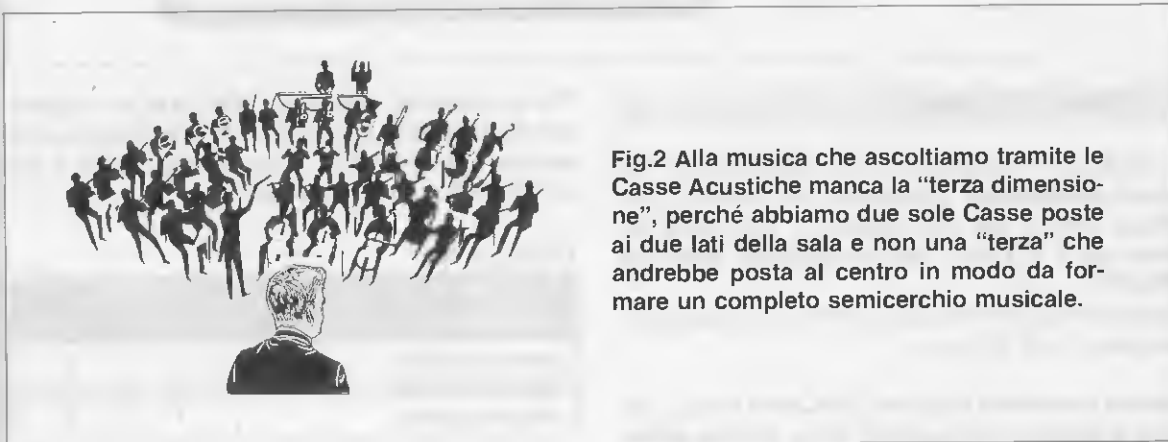 Fig.2 Alla musica che ascoltiamo tramite le
Casse Acustiche manca la "terza dimensio-
ne", perché abbiamo due sole Casse poste
ai due lati della sala e non una "terza" che
andrebbe posta al centro in modo da for-
mare un completo semicerchio musicale.